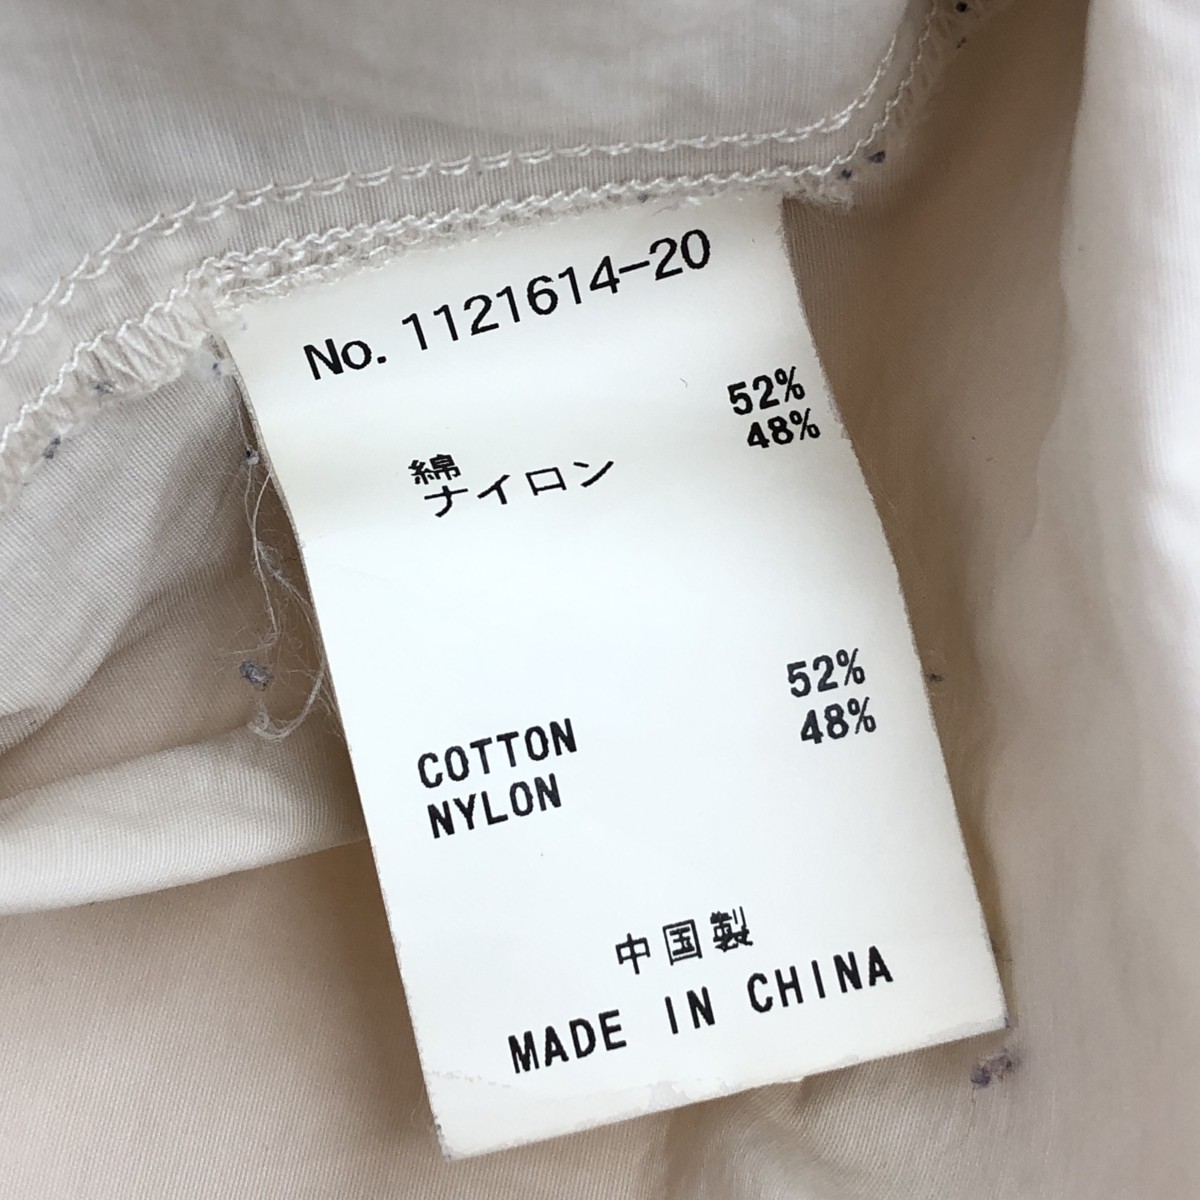 No. 1121614-20
綿 52%
ナイロン 48%
COTTON 52%
NYLON 48%
中国製
MADE IN CHINA